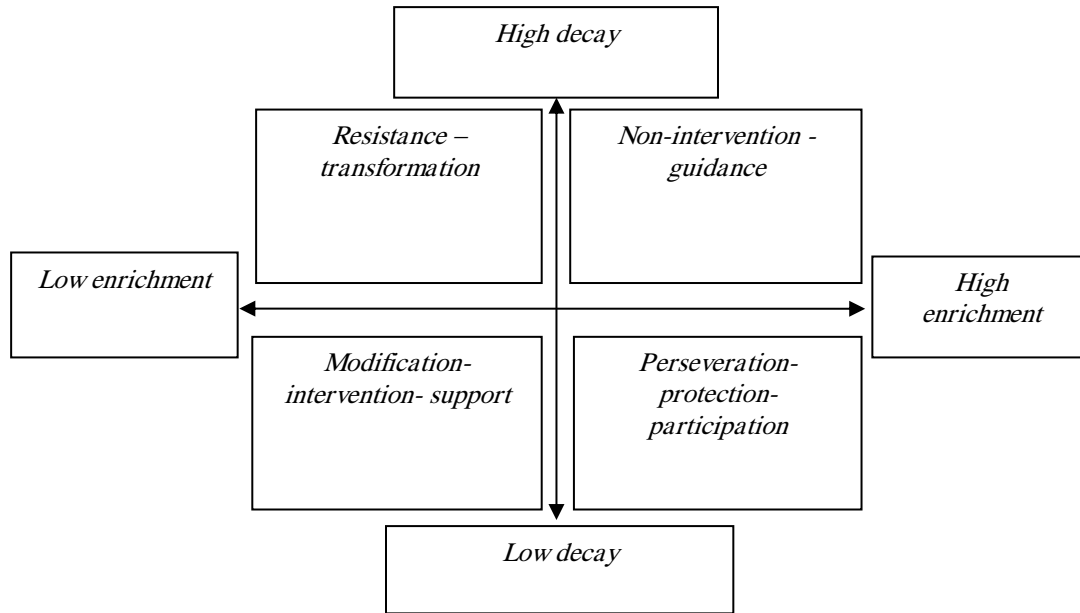 High decay
Resistance –
transformation
Non-intervention -
guidance
Low enrichment
High
enrichment
Modification-
intervention- support
Perseveration-
protection-
participation
Low decay